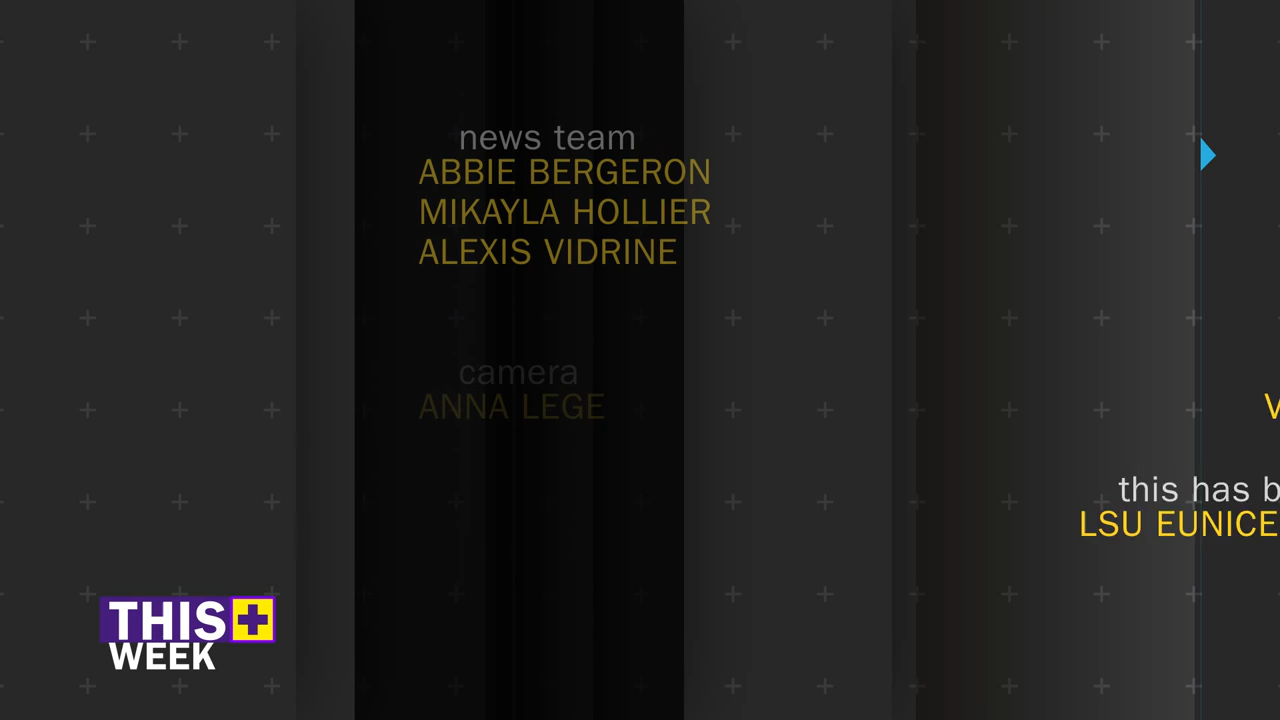 news team
ABBIE BERGERON
MIKAYLA HOLLIER
ALEXIS VIDRINE
camera
ANNA LEGE
this has b
LSU EUNICE
THIS
WEEK